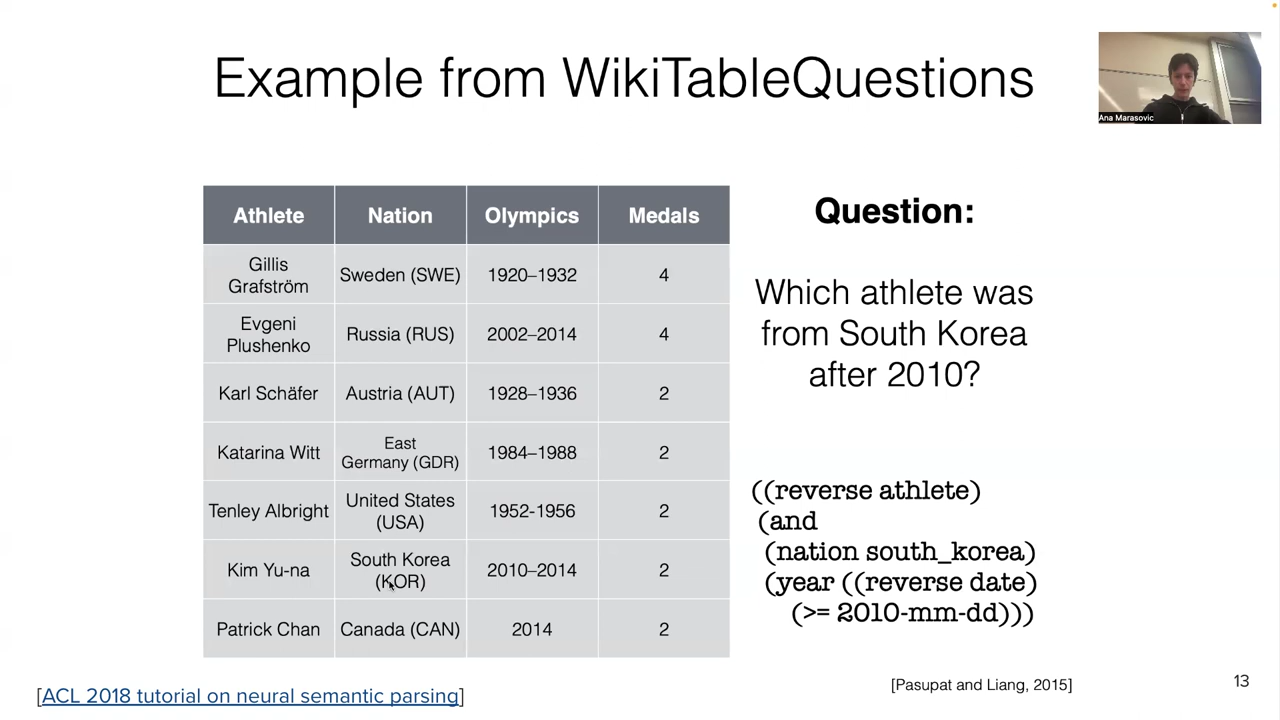 Example from WikiTableQuestions
Ana Marasovic
Athlete Nation Olympics Medals
Gillis
Grafström
Sweden (SWE) 1920–1932 4
Evgeni
Plushenko
Russia (RUS) 2002–2014 4
Karl Schäfer Austria (AUT) 1928–1936 2
Katarina Witt
East
Germany (GDR)
1984–1988 2
Tenley Albright
United States
(USA)
1952-1956 2
Kim Yu-na
South Korea
(KOR)
2010–2014 2
Patrick Chan Canada (CAN) 2014 2
Question:
Which athlete was
from South Korea
after 2010?
((reverse athlete)
(and
(nation south_korea)
(year ((reverse date)
(>= 2010-mm-dd)))
[ACL 2018 tutorial on neural semantic parsing]
[Pasupat and Liang, 2015]
13